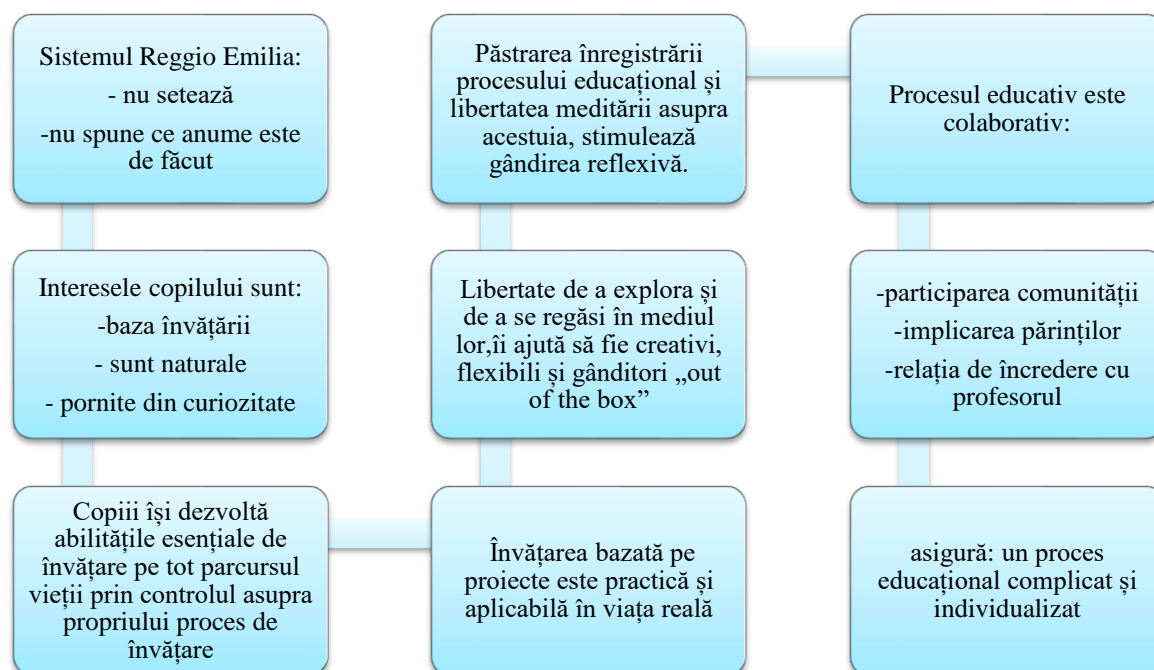 Sistemul Reggio Emilia:
- nu setează
-nu spune ce anume este
de făcut
Interesele copilului sunt:
-baza învățării
- sunt naturale
- pornite din curiozitate
Copiii își dezvoltă
abilitățile esențiale de
învățare pe tot parcursul
vieții prin controlul asupra
propriului proces de
învățare
Învățarea bazată pe
proiecte este practică și
aplicabilă în viața reală
Libertate de a explora și
de a se regăsi în mediul
lor,îi ajută să fie creativi,
flexibili și gânditori „out
of the box”
Păstrarea înregistrării
procesului educațional și
libertatea meditării asupra
acestuia, stimulează
gândirea reflexivă.
Procesul educativ este
colaborativ:
-participarea comunității
-implicarea părinților
-relația de încredere cu
profesorul
asigură: un proces
educațional complicat și
individualizat